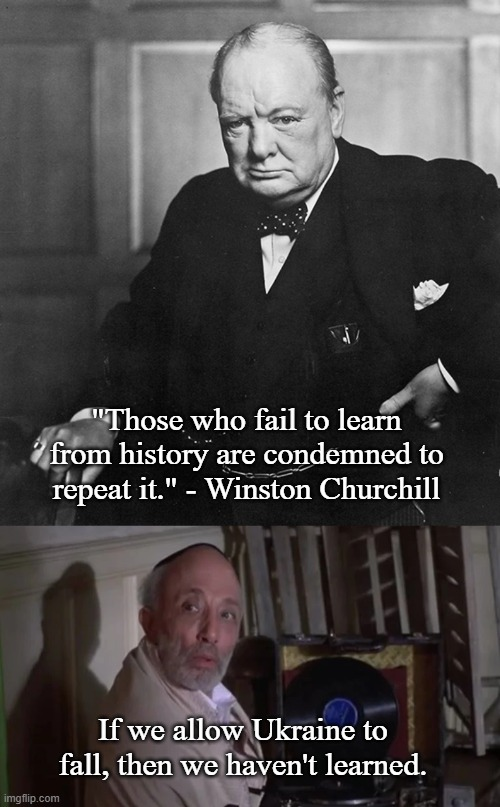 "Those who fail to learn
from history are condemned to
repeat it." - Winston Churchill
If we allow Ukraine to
fall, then we haven't learned.
imgflip.com